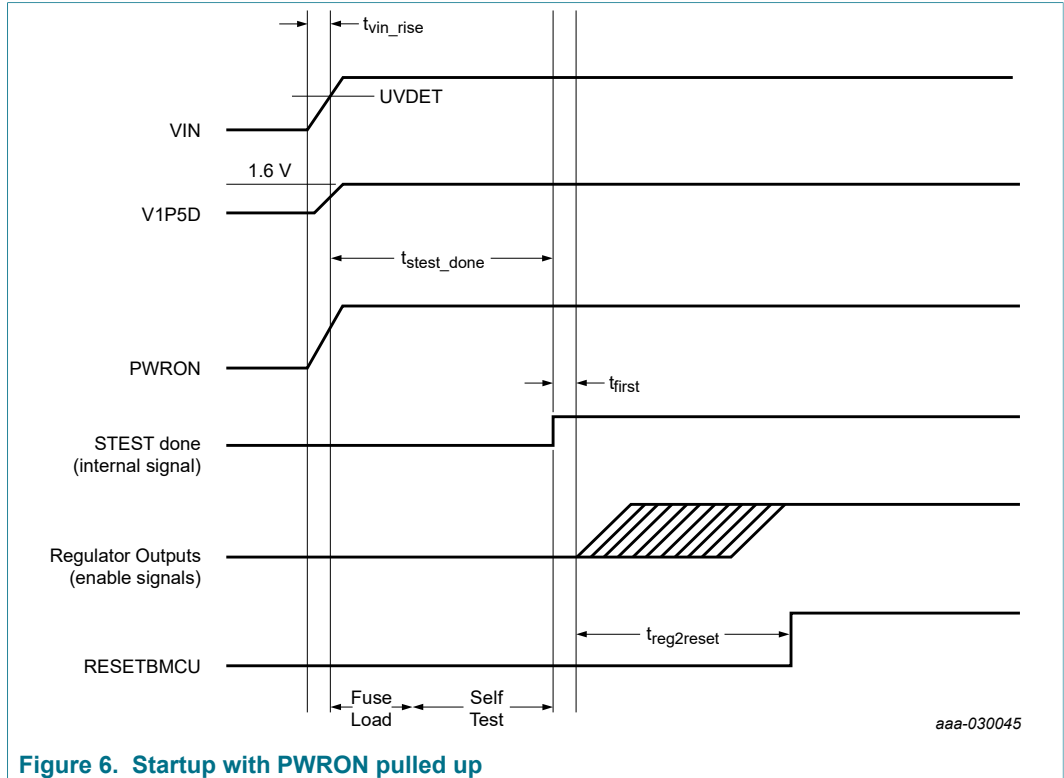 tvin_rise
UVDET
VIN
1.6 V
V1P5D
tstest_done
PWRON
tfirst
STEST done
(internal signal)
Regulator Outputs
(enable signals)
treg2reset
RESETBMCU
Fuse
Load
Self
Test
aaa-030045
Figure 6. Startup with PWRON pulled up